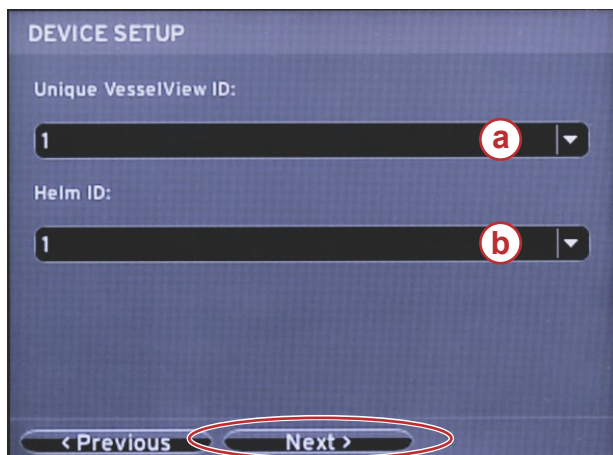 DEVICE SETUP
Unique VesselView ID:
1
a
Helm ID:
1
b
< Previous
Next >